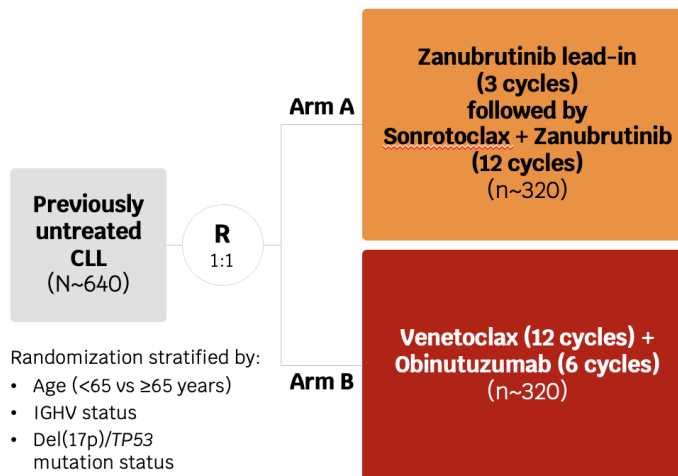 Previously
untreated
CLL
(N~640)
R
1:1
Arm A
Zanubrutinib lead-in
(3 cycles)
followed by
Sonrotoclax + Zanubrutinib
(12 cycles)
(n~320)
Arm B
Venetoclax (12 cycles) +
Obinutuzumab (6 cycles)
(n~320)
Randomization stratified by:
• Age (<65 vs ≥65 years)
• IGHV status
• Del(17p)/TP53
mutation status